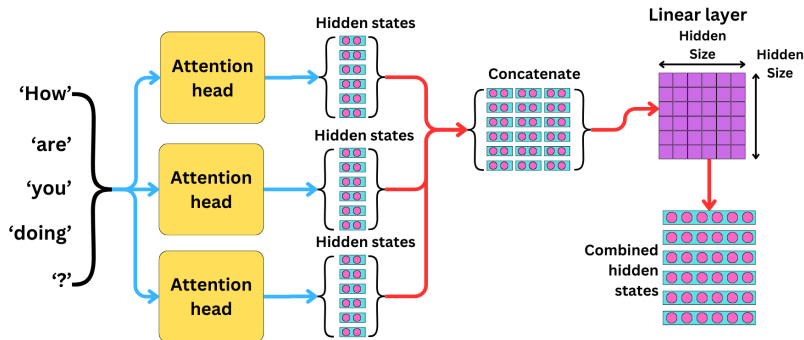 ‘How’
‘are’
‘you’
‘doing’
‘?’
Attention
head
Attention
head
Attention
head
Hidden states
Hidden states
Hidden states
Concatenate
Linear layer
Hidden
Size
Hidden
Size
Combined
hidden
states